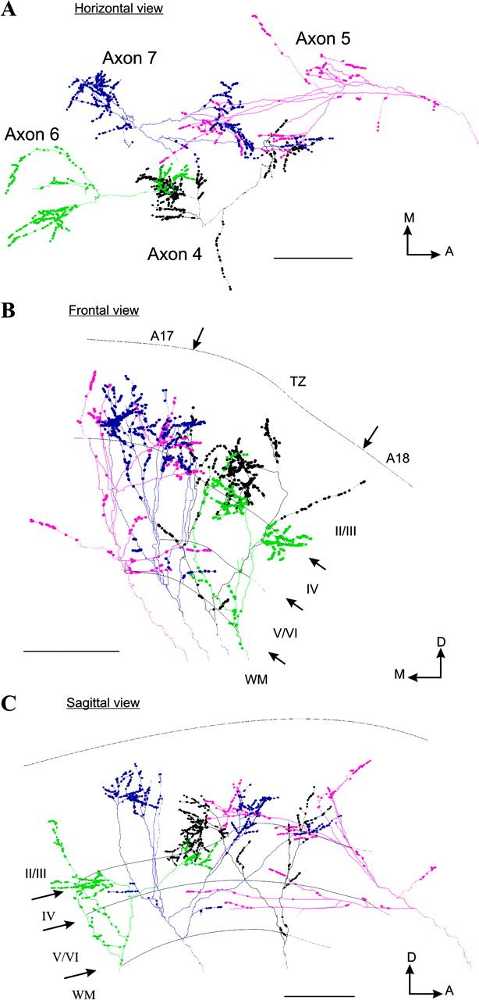 A Horizontal view
Axon 5
Axon 7
Axon 6
Axon 4
M
A
B Frontal view
A17
TZ
A18
II/III
IV
V/VI
WM
D
M
C Sagittal view
II/III
IV
V/VI
WM
D
A